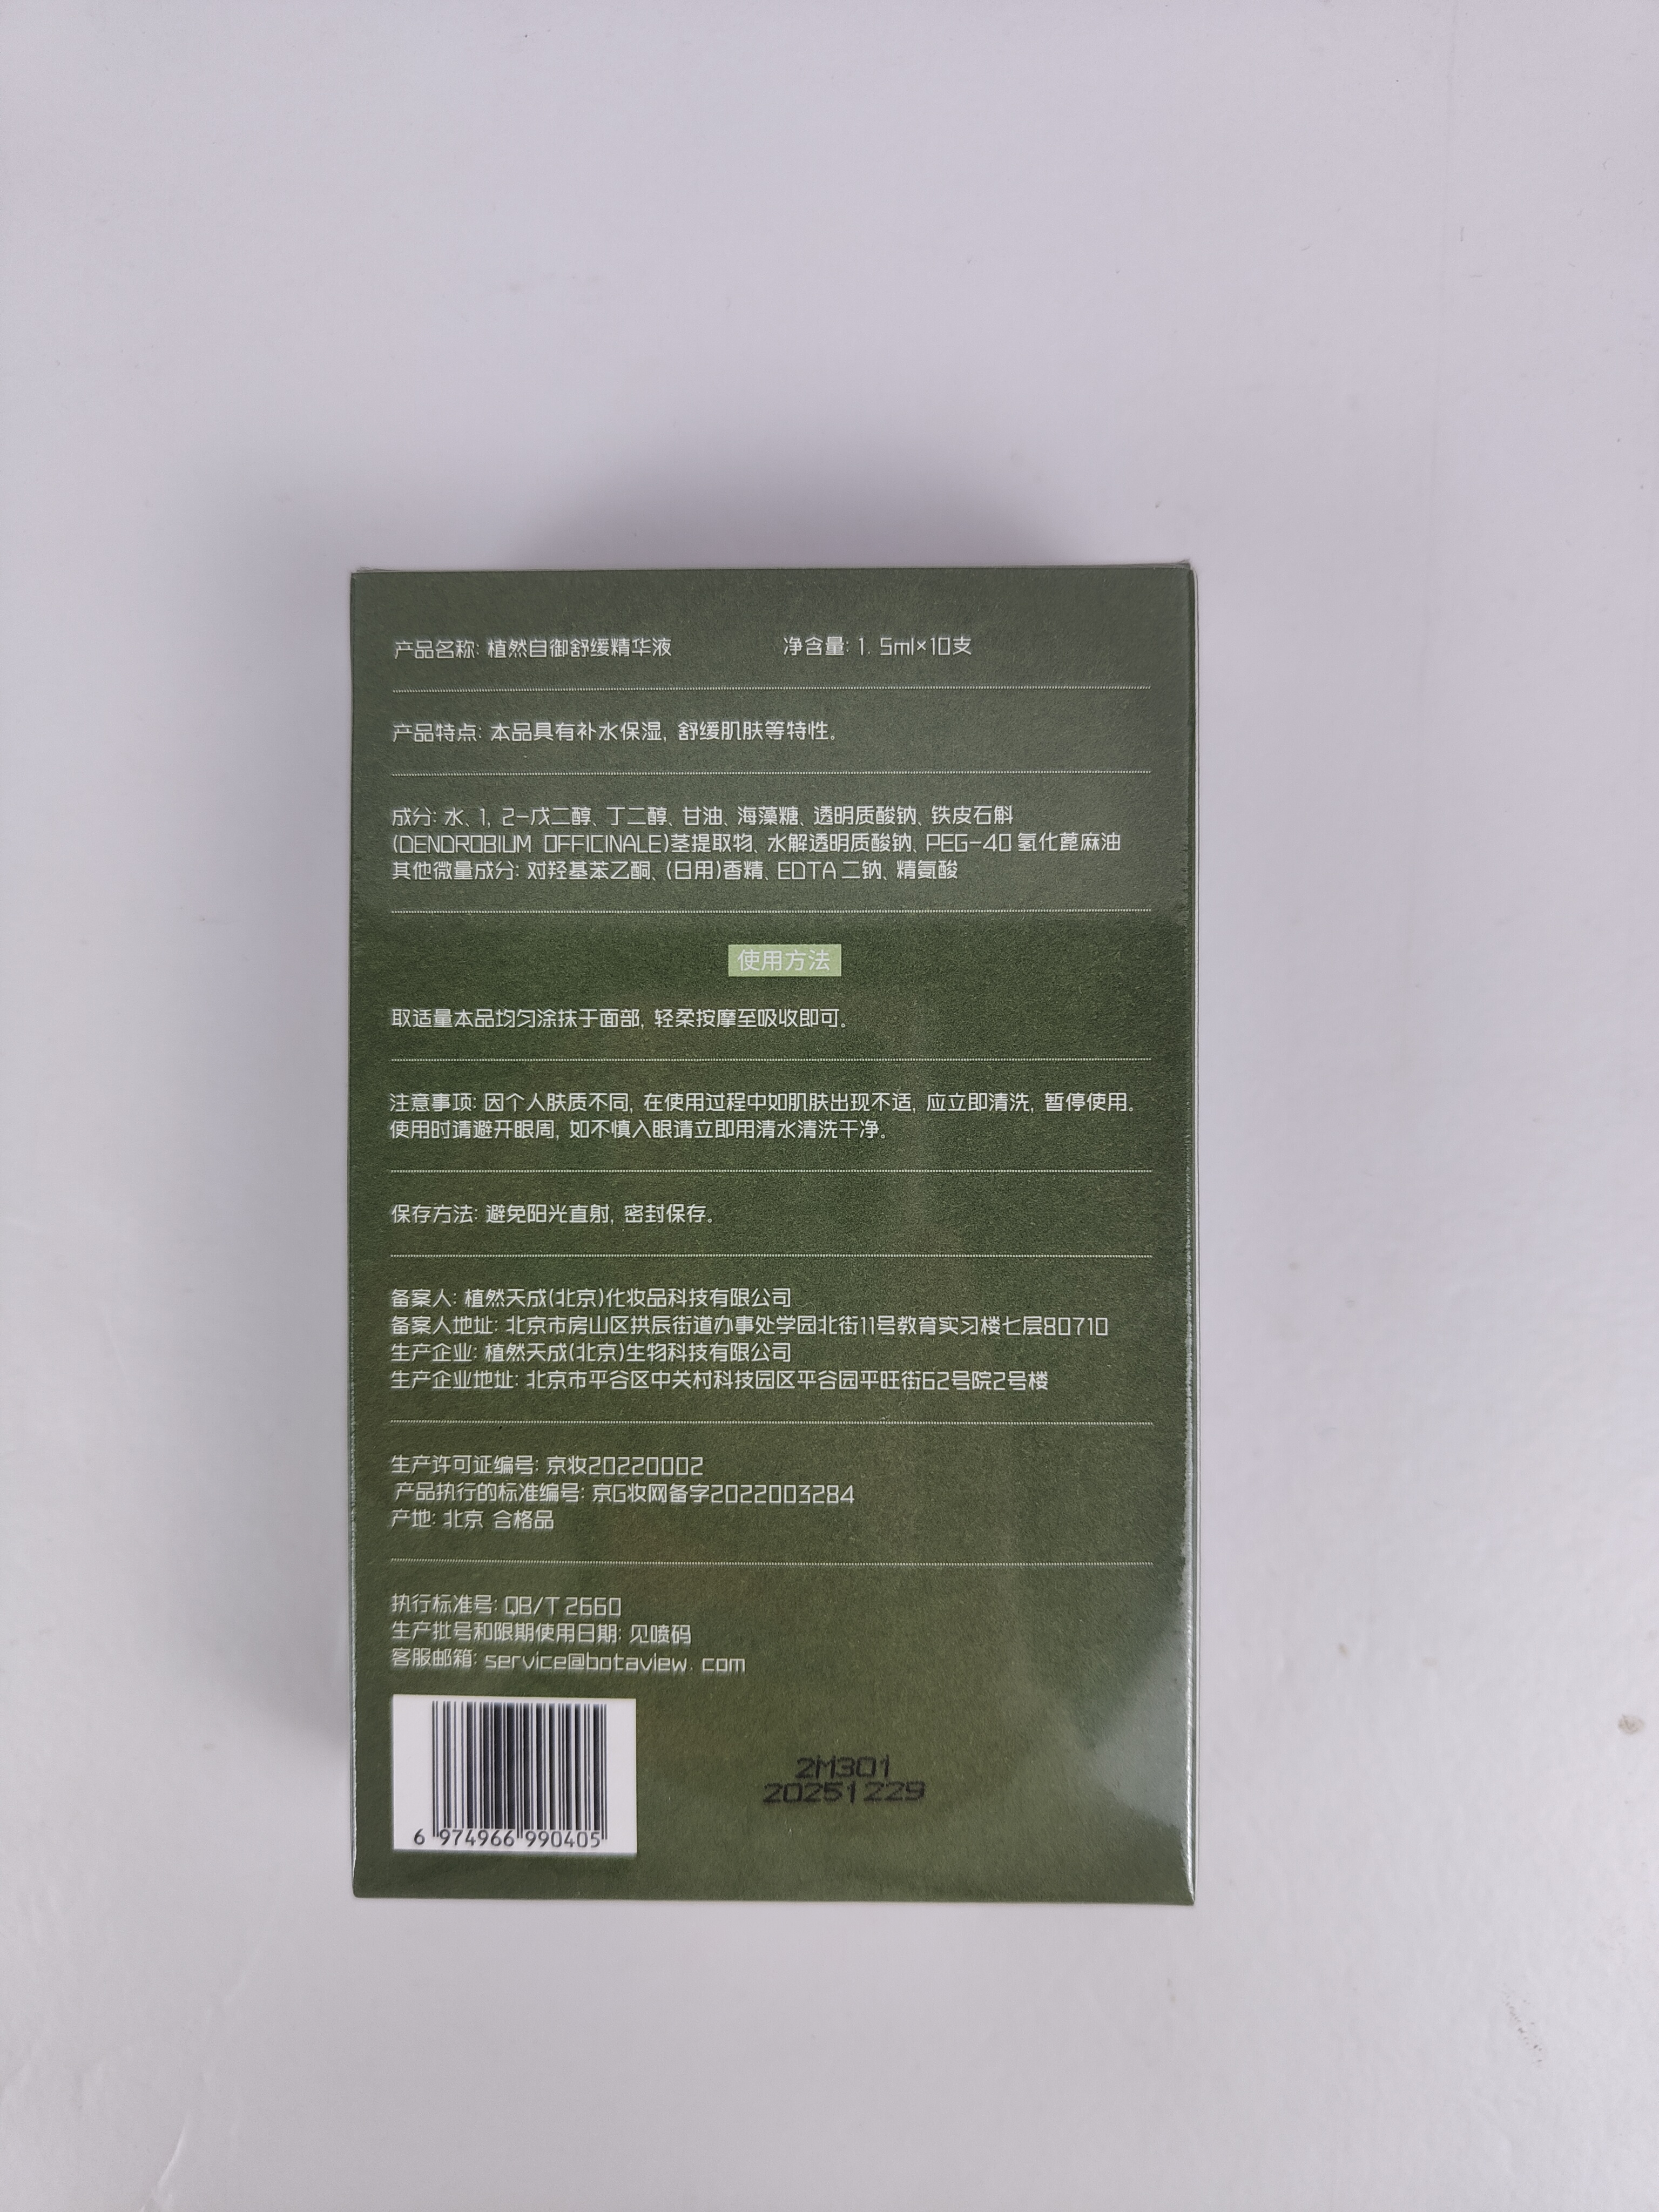 产品名称: 植然自御舒缓精华液 净含量: 1.5ml×10支
产品特点: 本品具有补水保湿, 舒缓肌肤等特性。
成分: 水、1, 2-戊二醇、丁二醇、甘油、海藻糖、透明质酸钠、铁皮石斛
(DENDROBIUM OFFICINALE)茎提取物、水解透明质酸钠、PEG-40 氢化蓖麻油
其他微量成分: 对羟基苯乙酮、(日用)香精、EDTA 二钠、精氨酸
使用方法
取适量本品均匀涂抹于面部, 轻柔按摩至吸收即可。
注意事项: 因个人肤质不同, 在使用过程中如肌肤出现不适, 应立即清洗, 暂停使用。
使用时请避开眼周, 如不慎入眼请立即用清水清洗干净。
保存方法: 避免阳光直射, 密封保存。
备案人: 植然天成(北京)化妆品科技有限公司
备案人地址: 北京市房山区拱辰街道办事处学园北街11号教育实习楼七层80710
生产企业: 植然天成(北京)生物科技有限公司
生产企业地址: 北京市平谷区中关村科技园区平谷园平旺街62号院2号楼
生产许可证编号: 京妆20220002
产品执行的标准编号: 京G妆网备字2022003284
产地: 北京 合格品
执行标准号: QB/T 2660
生产批号和限期使用日期: 见喷码
客服邮箱: service@botaview.com
2M301
20251229
6 974966 990405